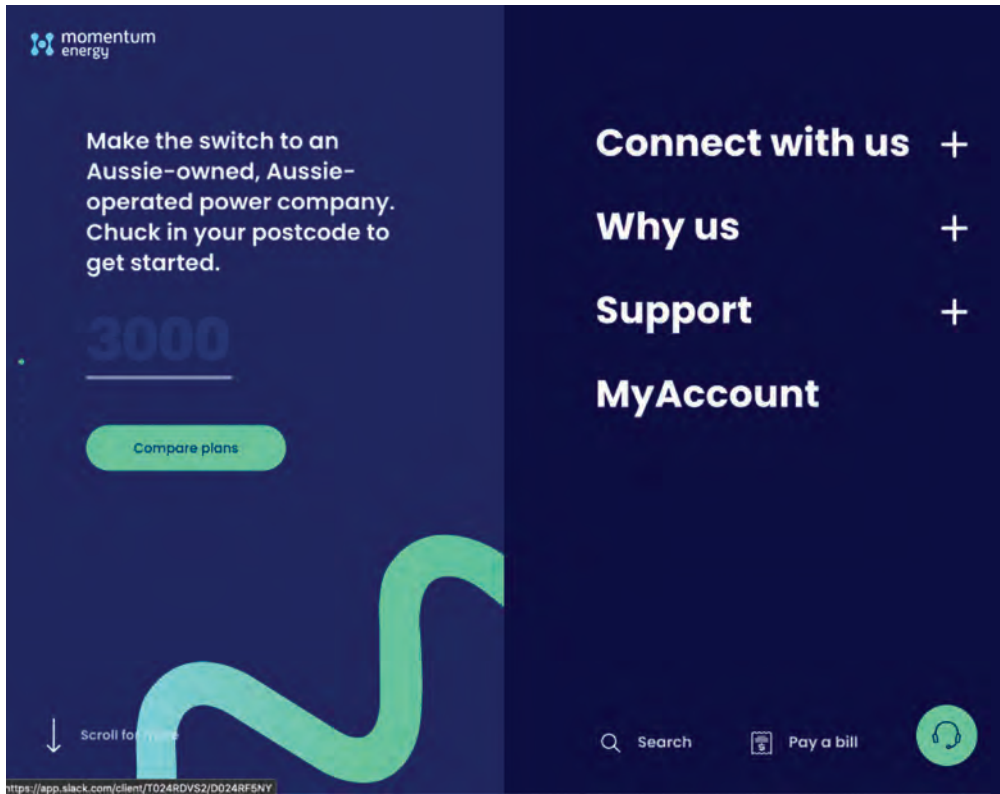 momentum
energy
Make the switch to an
Aussie-owned, Aussie-
operated power company.
Chuck in your postcode to
get started.
3000
Compare plans
Scroll for more
https://app.slack.com/client/T024RDVS2/D024RF5NY
Connect with us +
Why us +
Support +
MyAccount
Search
Pay a bill